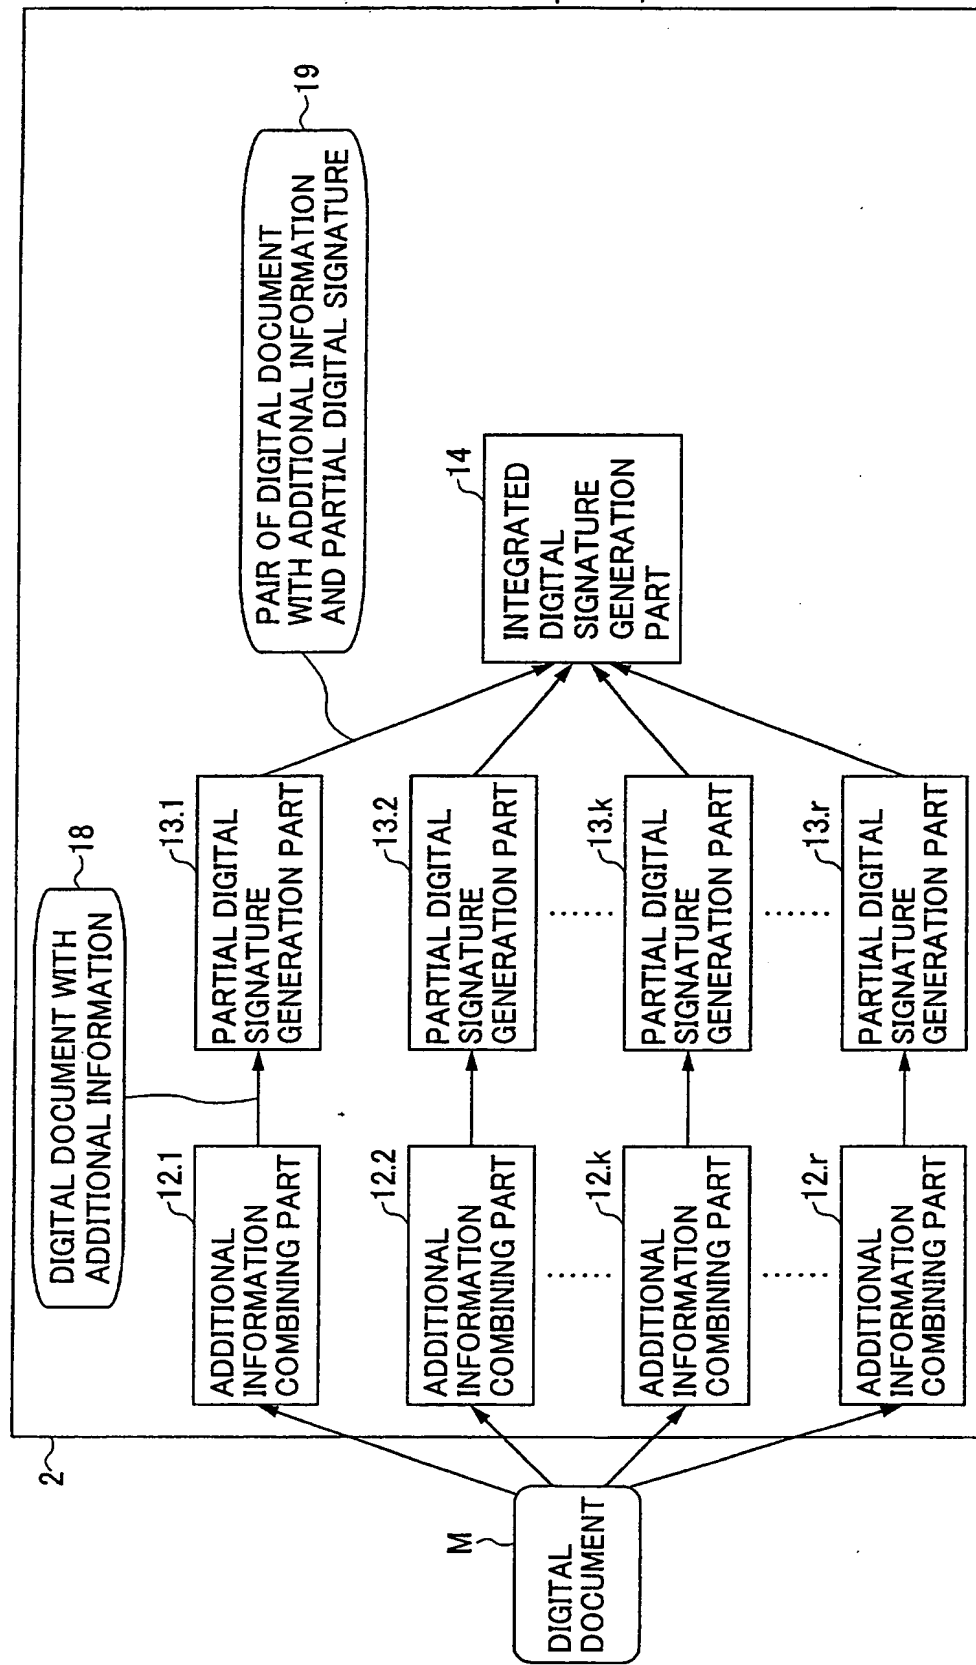 2
M
DIGITAL
DOCUMENT
12.1
ADDITIONAL
INFORMATION
COMBINING PART
12.2
ADDITIONAL
INFORMATION
COMBINING PART
12.k
ADDITIONAL
INFORMATION
COMBINING PART
12.r
ADDITIONAL
INFORMATION
COMBINING PART
18
DIGITAL DOCUMENT WITH
ADDITIONAL INFORMATION
13.1
PARTIAL DIGITAL
SIGNATURE
GENERATION PART
13.2
PARTIAL DIGITAL
SIGNATURE
GENERATION PART
13.k
PARTIAL DIGITAL
SIGNATURE
GENERATION PART
13.r
PARTIAL DIGITAL
SIGNATURE
GENERATION PART
19
PAIR OF DIGITAL DOCUMENT
WITH ADDITIONAL INFORMATION
AND PARTIAL DIGITAL SIGNATURE
14
INTEGRATED
DIGITAL
SIGNATURE
GENERATION
PART